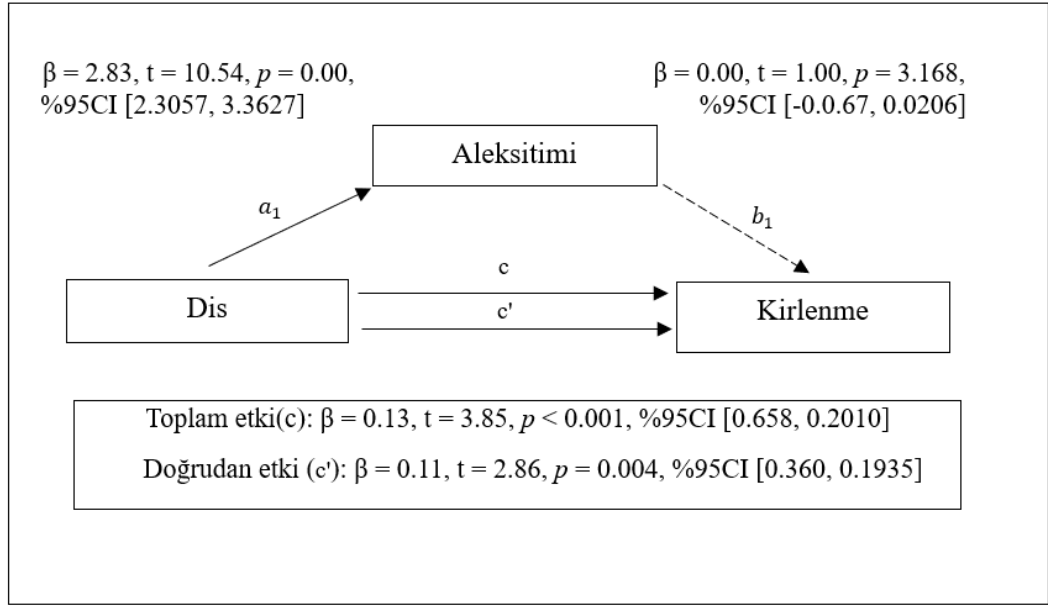 β = 2.83, t = 10.54, p = 0.00,
%95CI [2.3057, 3.3627]
β = 0.00, t = 1.00, p = 3.168,
%95CI [-0.0.67, 0.0206]
Aleksitimi
a₁
b₁
c
Dis
c'
Kirlenme
Toplam etki(c): β = 0.13, t = 3.85, p < 0.001, %95CI [0.658, 0.2010]
Doğrudan etki (c'): β = 0.11, t = 2.86, p = 0.004, %95CI [0.360, 0.1935]